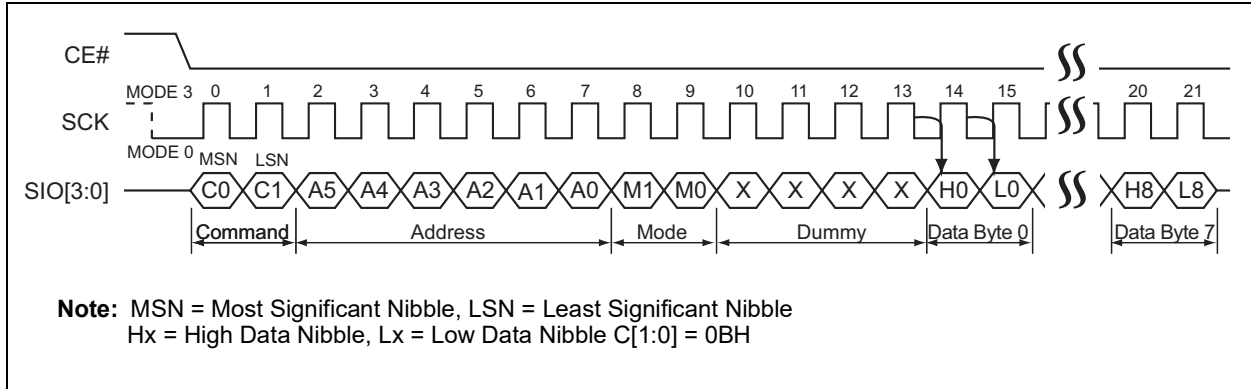 CE#
MODE 3 0 1 2 3 4 5 6 7 8 9 10 11 12 13 14 15 20 21
SCK
MODE 0
MSN LSN
SIO[3:0] C0 C1 A5 A4 A3 A2 A1 A0 M1 M0 X X X X H0 L0 H8 L8
Command Address Mode Dummy Data Byte 0 Data Byte 7
Note: MSN = Most Significant Nibble, LSN = Least Significant Nibble
Hx = High Data Nibble, Lx = Low Data Nibble C[1:0] = 0BH